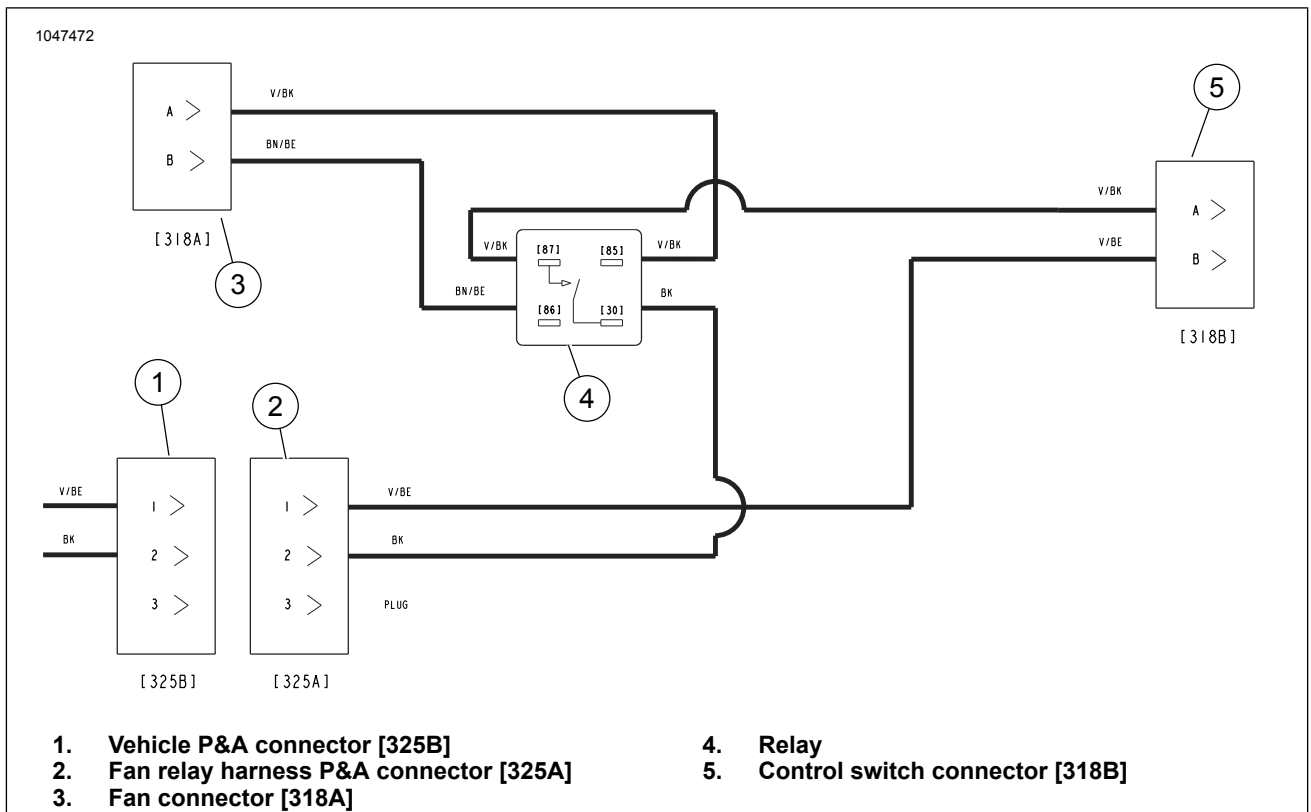 1047472
5
V/BK
A
BN/BE
B
V/BK
A
[318A]
V/BK
[87]
[85]
V/BK
V/BE
B
3
BN/BE
[86]
[30]
BK
[318B]
1
2
4
V/BE
1
1
V/BE
BK
2
2
BK
3
3
PLUG
[325B]
[325A]
1. Vehicle P&A connector [325B]
2. Fan relay harness P&A connector [325A]
3. Fan connector [318A]
4. Relay
5. Control switch connector [318B]